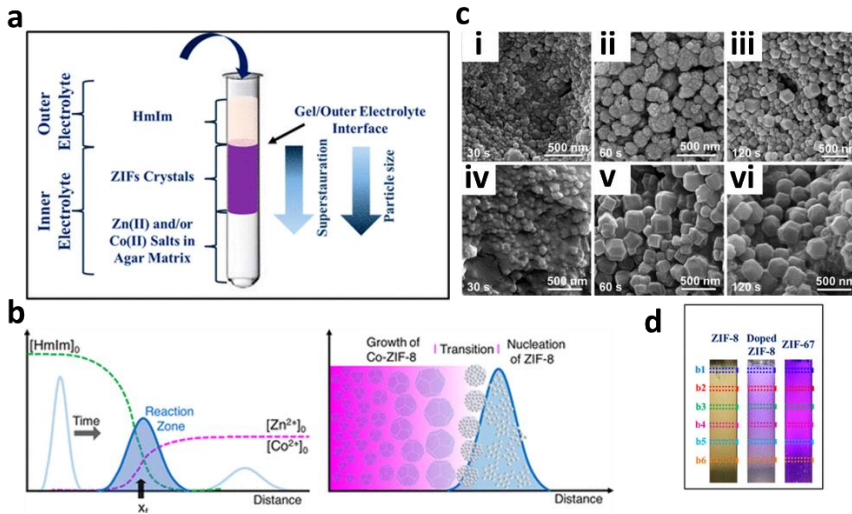 a
Outer
Electrolyte
HmIm
Gel/Outer Electrolyte
Interface
Inner
Electrolyte
ZIFs Crystals
Superstauration
Particle size
Zn(II) and/or
Co(II) Salts in
Agar Matrix
b
[HmIm]₀
Time
Reaction
Zone
[Zn²⁺]₀
[Co²⁺]₀
Distance
Xf
Growth of
Co-ZIF-8
Transition
Nucleation
of ZIF-8
Distance
c
i
30 s
500 nm
ii
60 s
500 nm
iii
120 s
500 nm
iv
30 s
500 nm
v
60 s
500 nm
vi
120 s
500 nm
d
ZIF-8
Doped
ZIF-8
ZIF-67
b1
b2
b3
b4
b5
b6